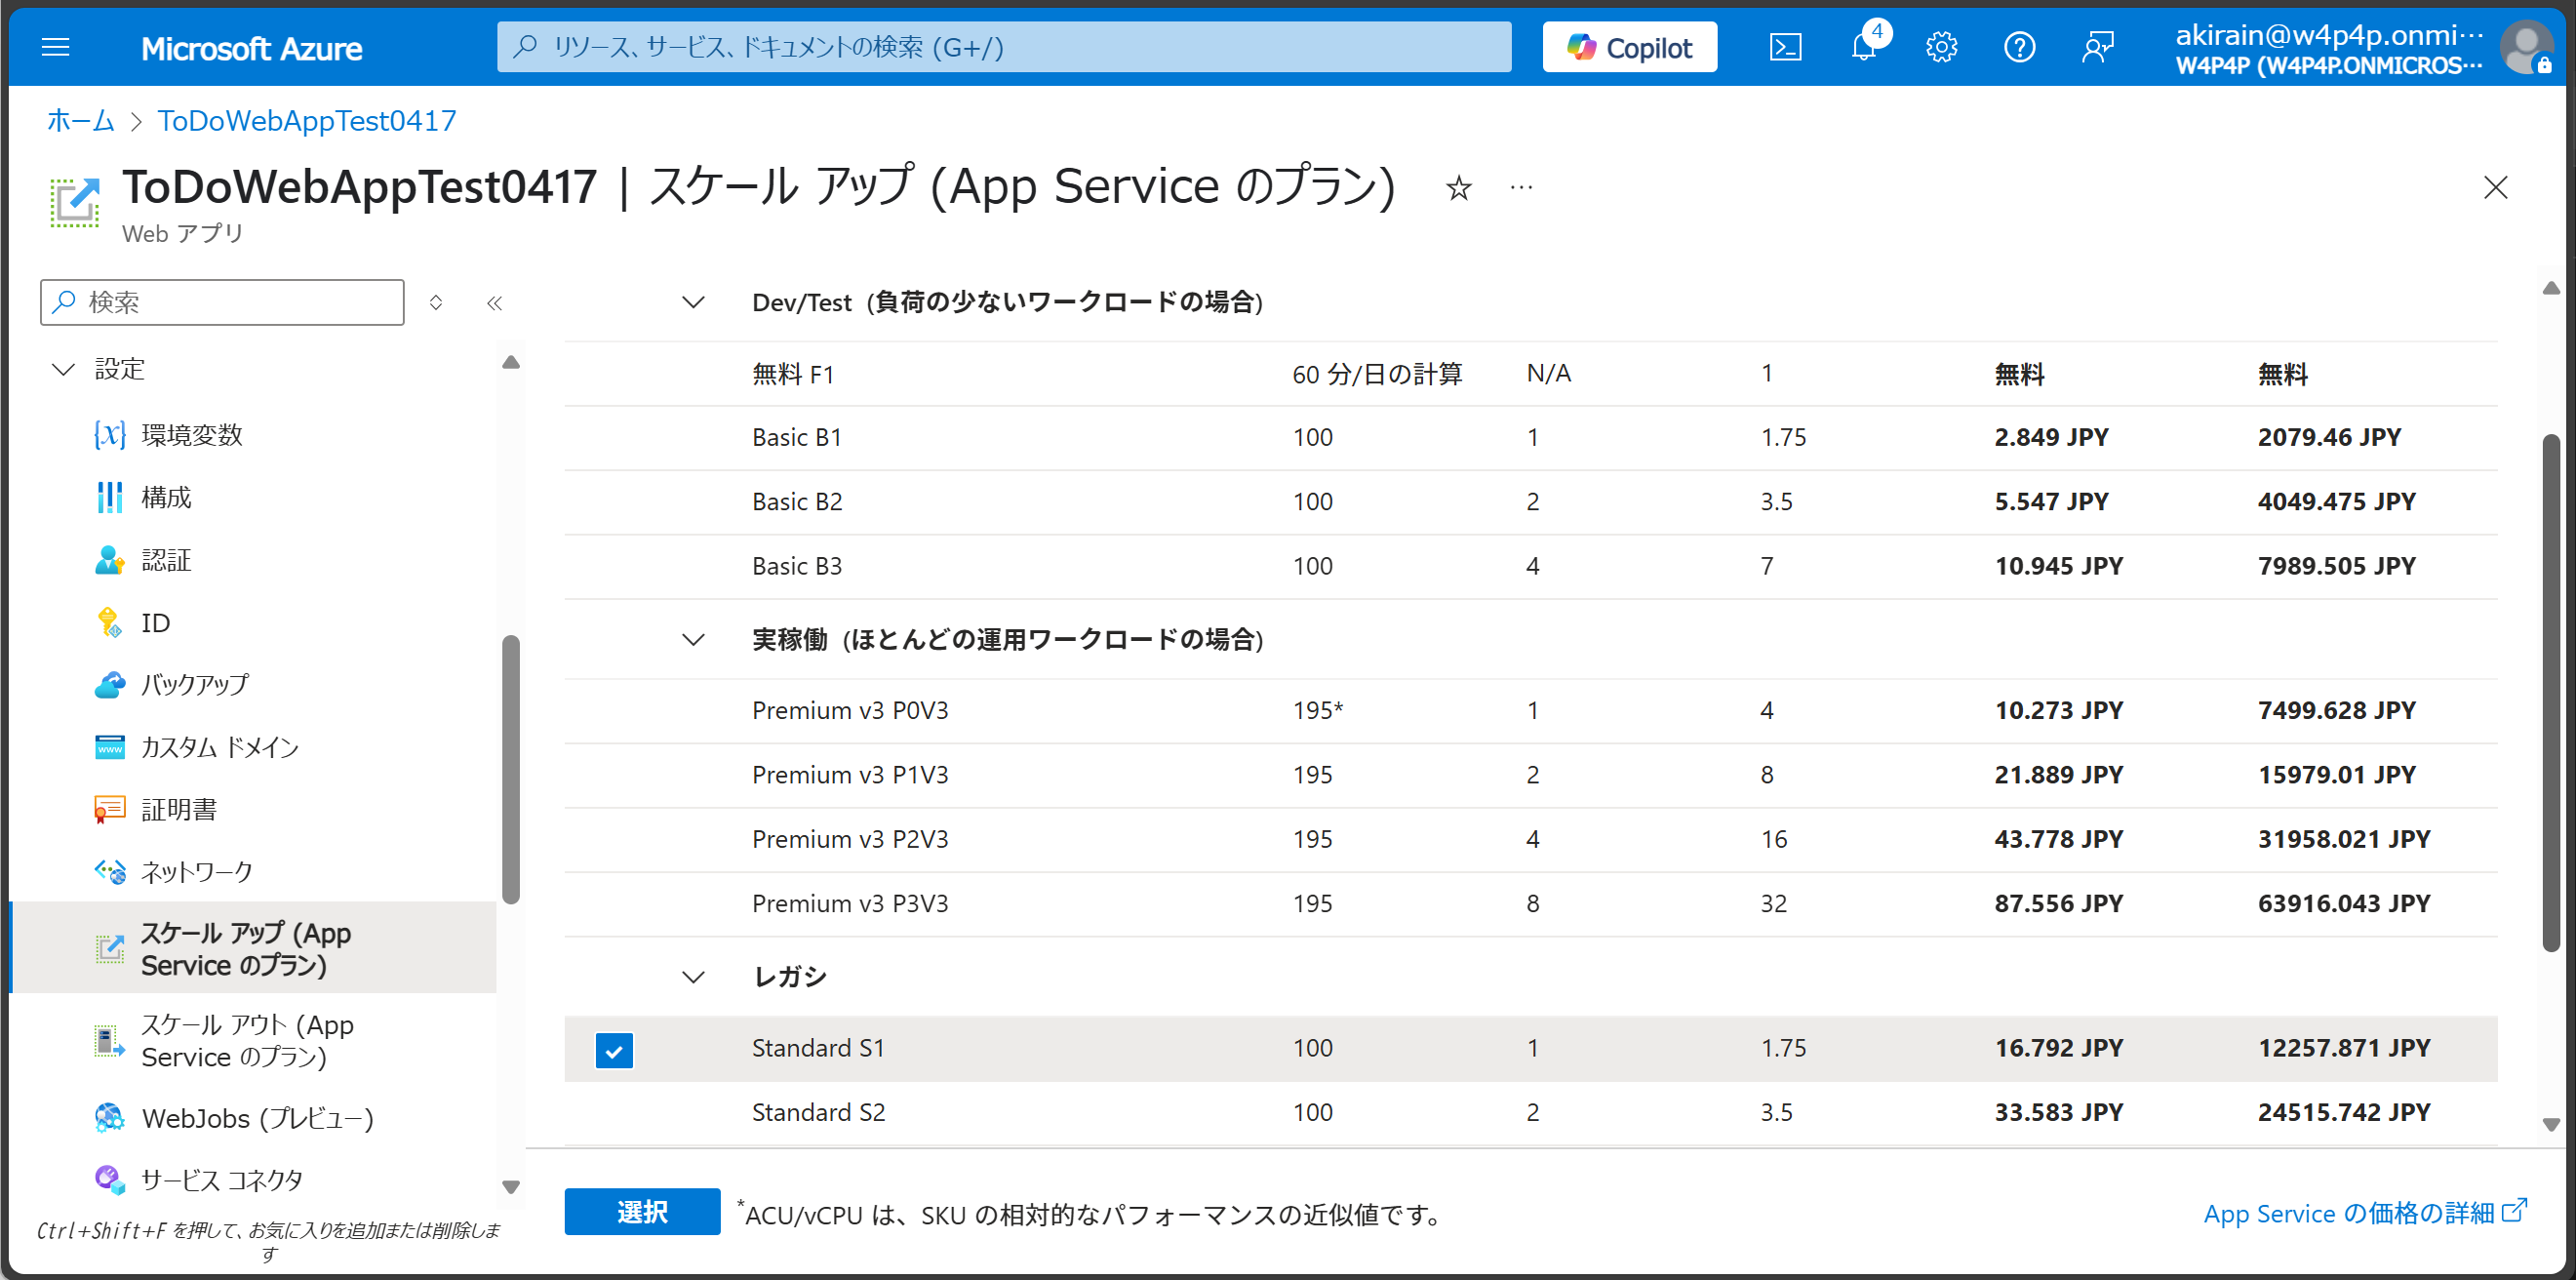 Microsoft Azure
リソース、サービス、ドキュメントの検索 (G+/)
Copilot
4
akirain@w4p4p.onmi···
W4P4P (W4P4P.ONMICROS···
ホーム > ToDoWebAppTest0417
ToDoWebAppTest0417 | スケール アップ (App Service のプラン)
Web アプリ
検索
設定
環境変数
構成
認証
ID
バックアップ
カスタム ドメイン
証明書
ネットワーク
スケール アップ (App
Service のプラン)
スケール アウト (App
Service のプラン)
WebJobs (プレビュー)
サービス コネクタ
Ctrl+Shift+F を押して、お気に入りを追加または削除しま
す
Dev/Test (負荷の少ないワークロードの場合)
無料 F1 60 分/日の計算 N/A 1 無料 無料
Basic B1 100 1 1.75 2.849 JPY 2079.46 JPY
Basic B2 100 2 3.5 5.547 JPY 4049.475 JPY
Basic B3 100 4 7 10.945 JPY 7989.505 JPY
実稼働 (ほとんどの運用ワークロードの場合)
Premium v3 P0V3 195* 1 4 10.273 JPY 7499.628 JPY
Premium v3 P1V3 195 2 8 21.889 JPY 15979.01 JPY
Premium v3 P2V3 195 4 16 43.778 JPY 31958.021 JPY
Premium v3 P3V3 195 8 32 87.556 JPY 63916.043 JPY
レガシ
Standard S1 100 1 1.75 16.792 JPY 12257.871 JPY
Standard S2 100 2 3.5 33.583 JPY 24515.742 JPY
選択
*ACU/vCPU は、SKU の相対的なパフォーマンスの近似値です。
App Service の価格の詳細